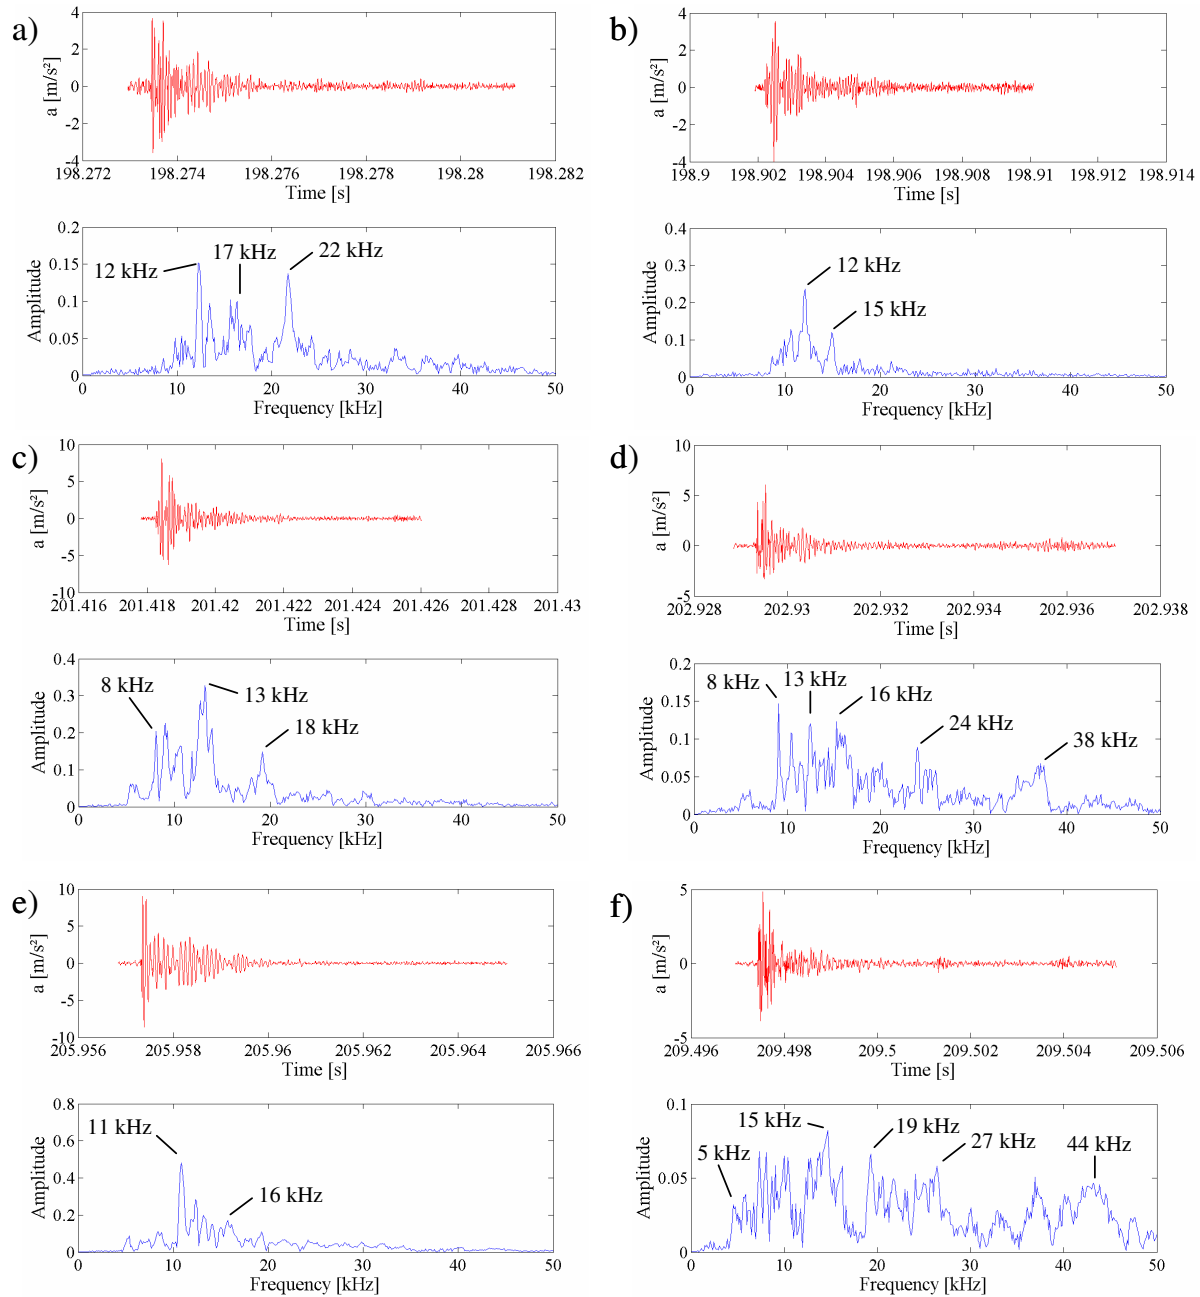 a)
4
2
0
-2
-4
a [m/s²]
198.272 198.274 198.276 198.278 198.28 198.282
Time [s]
0.2
0.15
0.1
0.05
0
Amplitude
12 kHz
17 kHz
22 kHz
0 10 20 30 40 50
Frequency [kHz]
b)
4
2
0
-2
-4
a [m/s²]
198.9 198.902 198.904 198.906 198.908 198.91 198.912 198.914
Time [s]
0.4
0.3
0.2
0.1
0
Amplitude
12 kHz
15 kHz
0 10 20 30 40 50
Frequency [kHz]
c)
10
5
0
-5
-10
a [m/s²]
201.416 201.418 201.42 201.422 201.424 201.426 201.428 201.43
Time [s]
0.4
0.3
0.2
0.1
0
Amplitude
8 kHz
13 kHz
18 kHz
0 10 20 30 40 50
Frequency [kHz]
d)
10
5
0
-5
a [m/s²]
202.928 202.93 202.932 202.934 202.936 202.938
Time [s]
0.2
0.15
0.1
0.05
0
Amplitude
8 kHz
13 kHz
16 kHz
24 kHz
38 kHz
0 10 20 30 40 50
Frequency [kHz]
e)
10
5
0
-5
-10
a [m/s²]
205.956 205.958 205.96 205.962 205.964 205.966
Time [s]
0.8
0.6
0.4
0.2
0
Amplitude
11 kHz
16 kHz
0 10 20 30 40 50
Frequency [kHz]
f)
5
0
-5
a [m/s²]
209.496 209.498 209.5 209.502 209.504 209.506
Time [s]
0.1
0.05
0
Amplitude
5 kHz
15 kHz
19 kHz
27 kHz
44 kHz
0 10 20 30 40 50
Frequency [kHz]